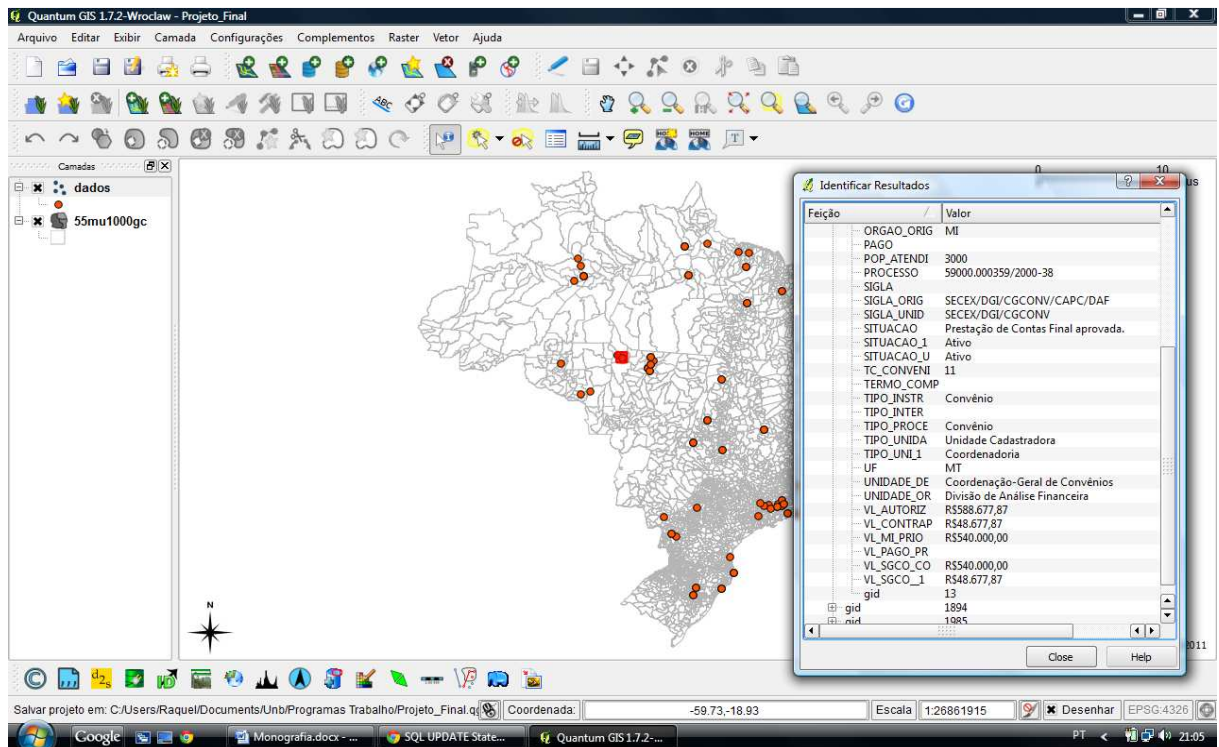 Quantum GIS 1.7.2-Wroclaw - Projeto_Final
Arquivo Editar Exibir Camada Configurações Complementos Raster Vetor Ajuda
Camadas
dados
55mu1000gc
0 10
us
Identificar Resultados
Feição Valor
ORGAO_ORIG MI
PAGO
POP_ATENDI 3000
PROCESSO 59000.000359/2000-38
SIGLA
SIGLA_ORIG SECEX/DGI/CGCONV/CAPC/DAF
SIGLA_UNID SECEX/DGI/CGCONV
SITUACAO Prestação de Contas Final aprovada.
SITUACAO_1 Ativo
SITUACAO_U Ativo
TC_CONVENI 11
TERMO_COMP
TIPO_INSTR Convênio
TIPO_INTER
TIPO_PROCE Convênio
TIPO_UNIDA Unidade Cadastradora
TIPO_UNI_1 Coordenadoria
UF MT
UNIDADE_DE Coordenação-Geral de Convênios
UNIDADE_OR Divisão de Análise Financeira
VL_AUTORIZ R$588.677,87
VL_CONTRAP R$48.677,87
VL_MI_PRIO R$540.000,00
VL_PAGO_PR
VL_SGCO_CO R$540.000,00
VL_SGCO__1 R$48.677,87
gid 13
gid 1894
gid 1985
Close Help
N
2011
Salvar projeto em: C:/Users/Raquel/Documents/Unb/Programas Trabalho/Projeto_Final.q
Coordenada: -59.73,-18.93 Escala 1:26861915 Desenhar EPSG:4326
Google Monografia.docx - ... SQL UPDATE State... Quantum GIS 1.7.2-... PT 21:05